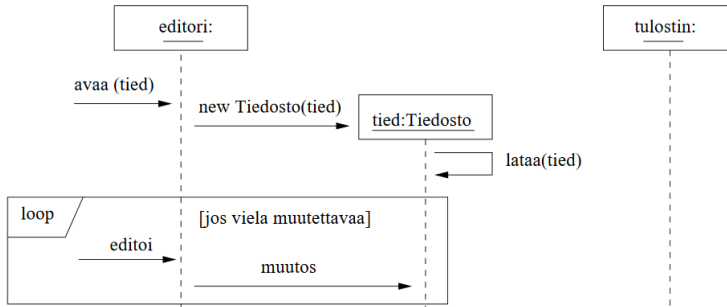 editori:
tulostin:
avaa (tied)
new Tiedosto(tied)
tied:Tiedosto
lataa(tied)
loop
[jos viela muutettavaa]
editoi
muutos